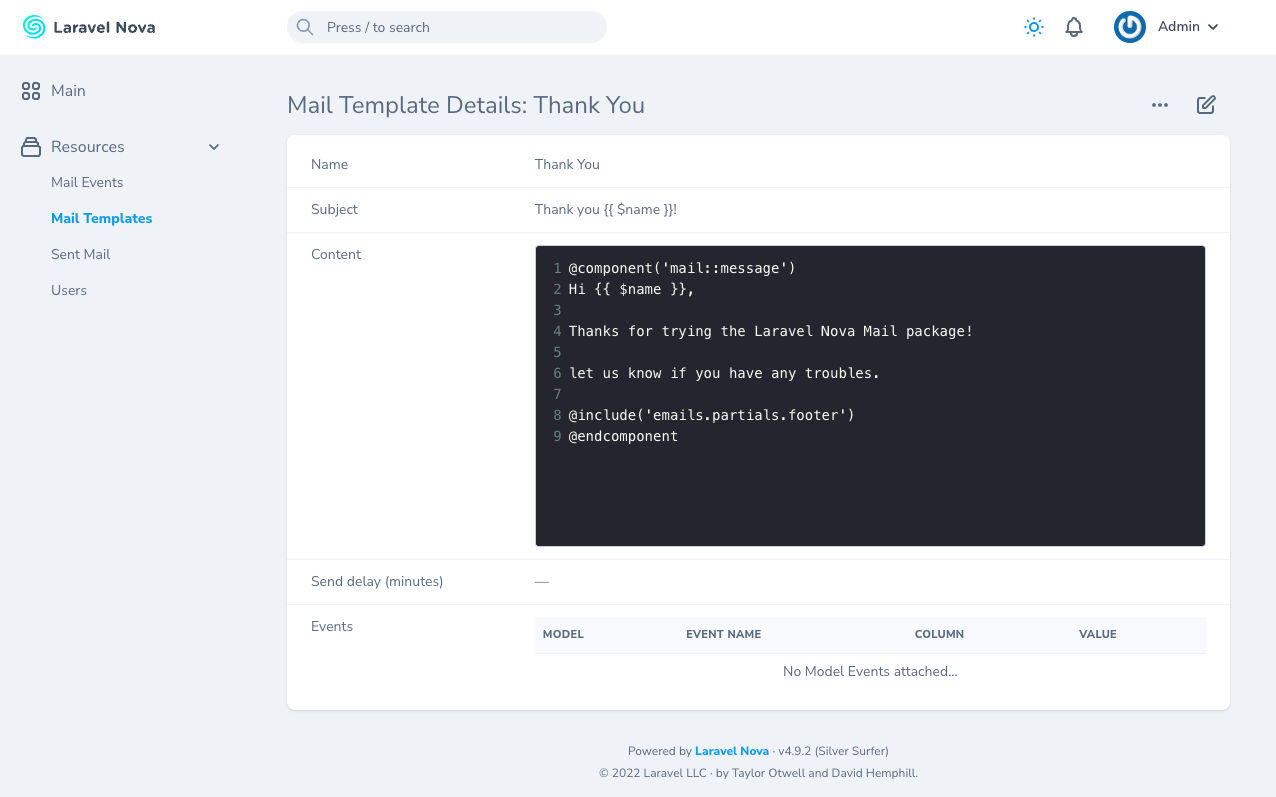 Laravel Nova
Press / to search
Admin
Main
Resources
Mail Events
Mail Templates
Sent Mail
Users
Mail Template Details: Thank You
Name Thank You
Subject Thank you {{ $name }}!
Content
1 @component('mail::message')
2 Hi {{ $name }},
3
4 Thanks for trying the Laravel Nova Mail package!
5
6 let us know if you have any troubles.
7
8 @include('emails.partials.footer')
9 @endcomponent
Send delay (minutes) —
Events
MODEL EVENT NAME COLUMN VALUE
No Model Events attached...
Powered by Laravel Nova · v4.9.2 (Silver Surfer)
© 2022 Laravel LLC · by Taylor Otwell and David Hemphill.